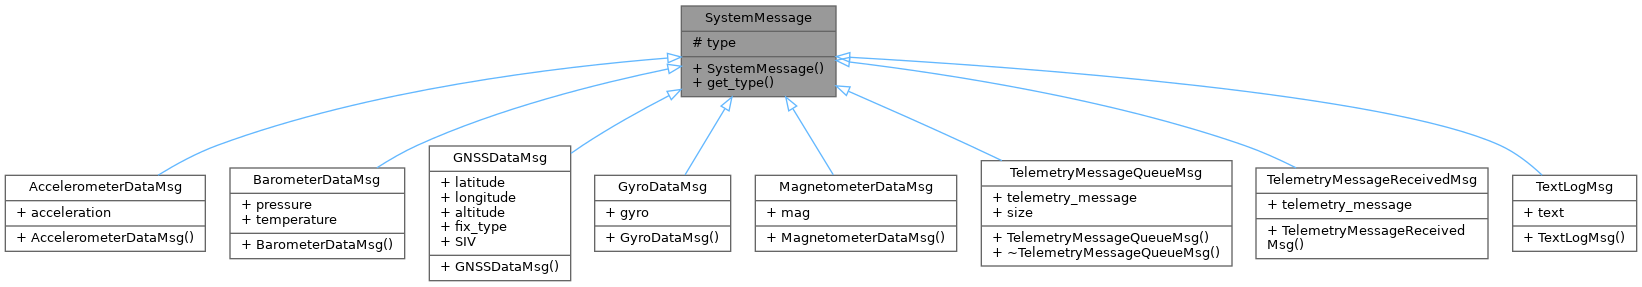 SystemMessage
# type
+ SystemMessage()
+ get_type()
AccelerometerDataMsg
+ acceleration
+ AccelerometerDataMsg()
BarometerDataMsg
+ pressure
+ temperature
+ BarometerDataMsg()
GNSSDataMsg
+ latitude
+ longitude
+ altitude
+ fix_type
+ SIV
+ GNSSDataMsg()
GyroDataMsg
+ gyro
+ GyroDataMsg()
MagnetometerDataMsg
+ mag
+ MagnetometerDataMsg()
TelemetryMessageQueueMsg
+ telemetry_message
+ size
+ TelemetryMessageQueueMsg()
+ ~TelemetryMessageQueueMsg()
TelemetryMessageReceivedMsg
+ telemetry_message
+ TelemetryMessageReceived
Msg()
TextLogMsg
+ text
+ TextLogMsg()